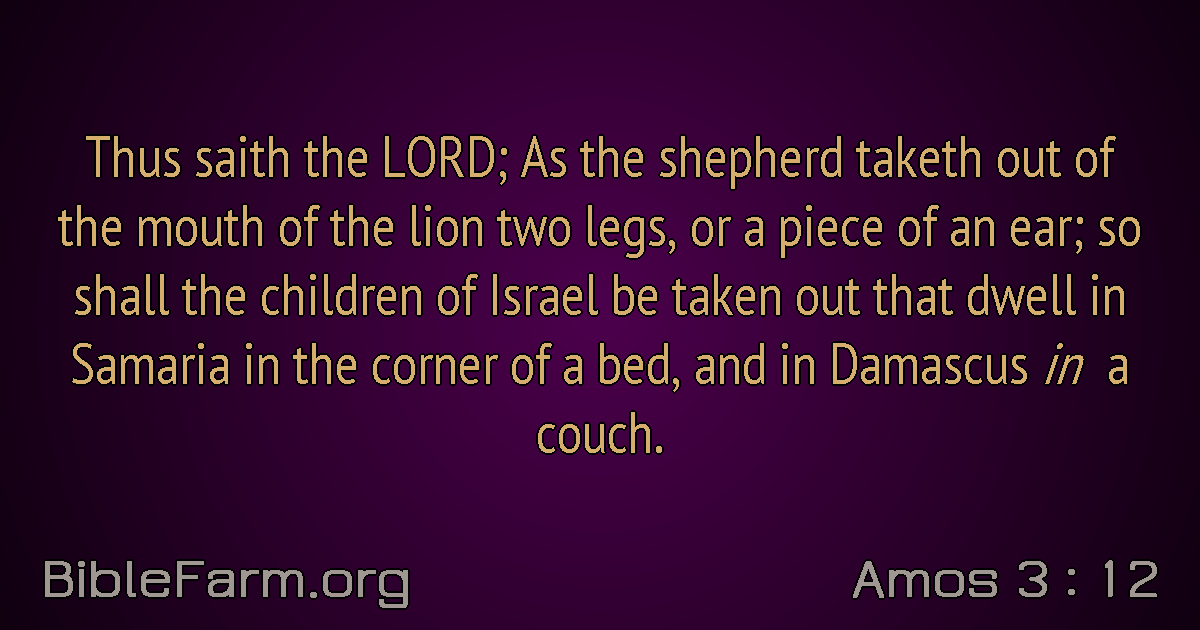 Thus saith the LORD; As the shepherd taketh out of
the mouth of the lion two legs, or a piece of an ear; so
shall the children of Israel be taken out that dwell in
Samaria in the corner of a bed, and in Damascus in a
couch.
BibleFarm.org
Amos 3 : 12